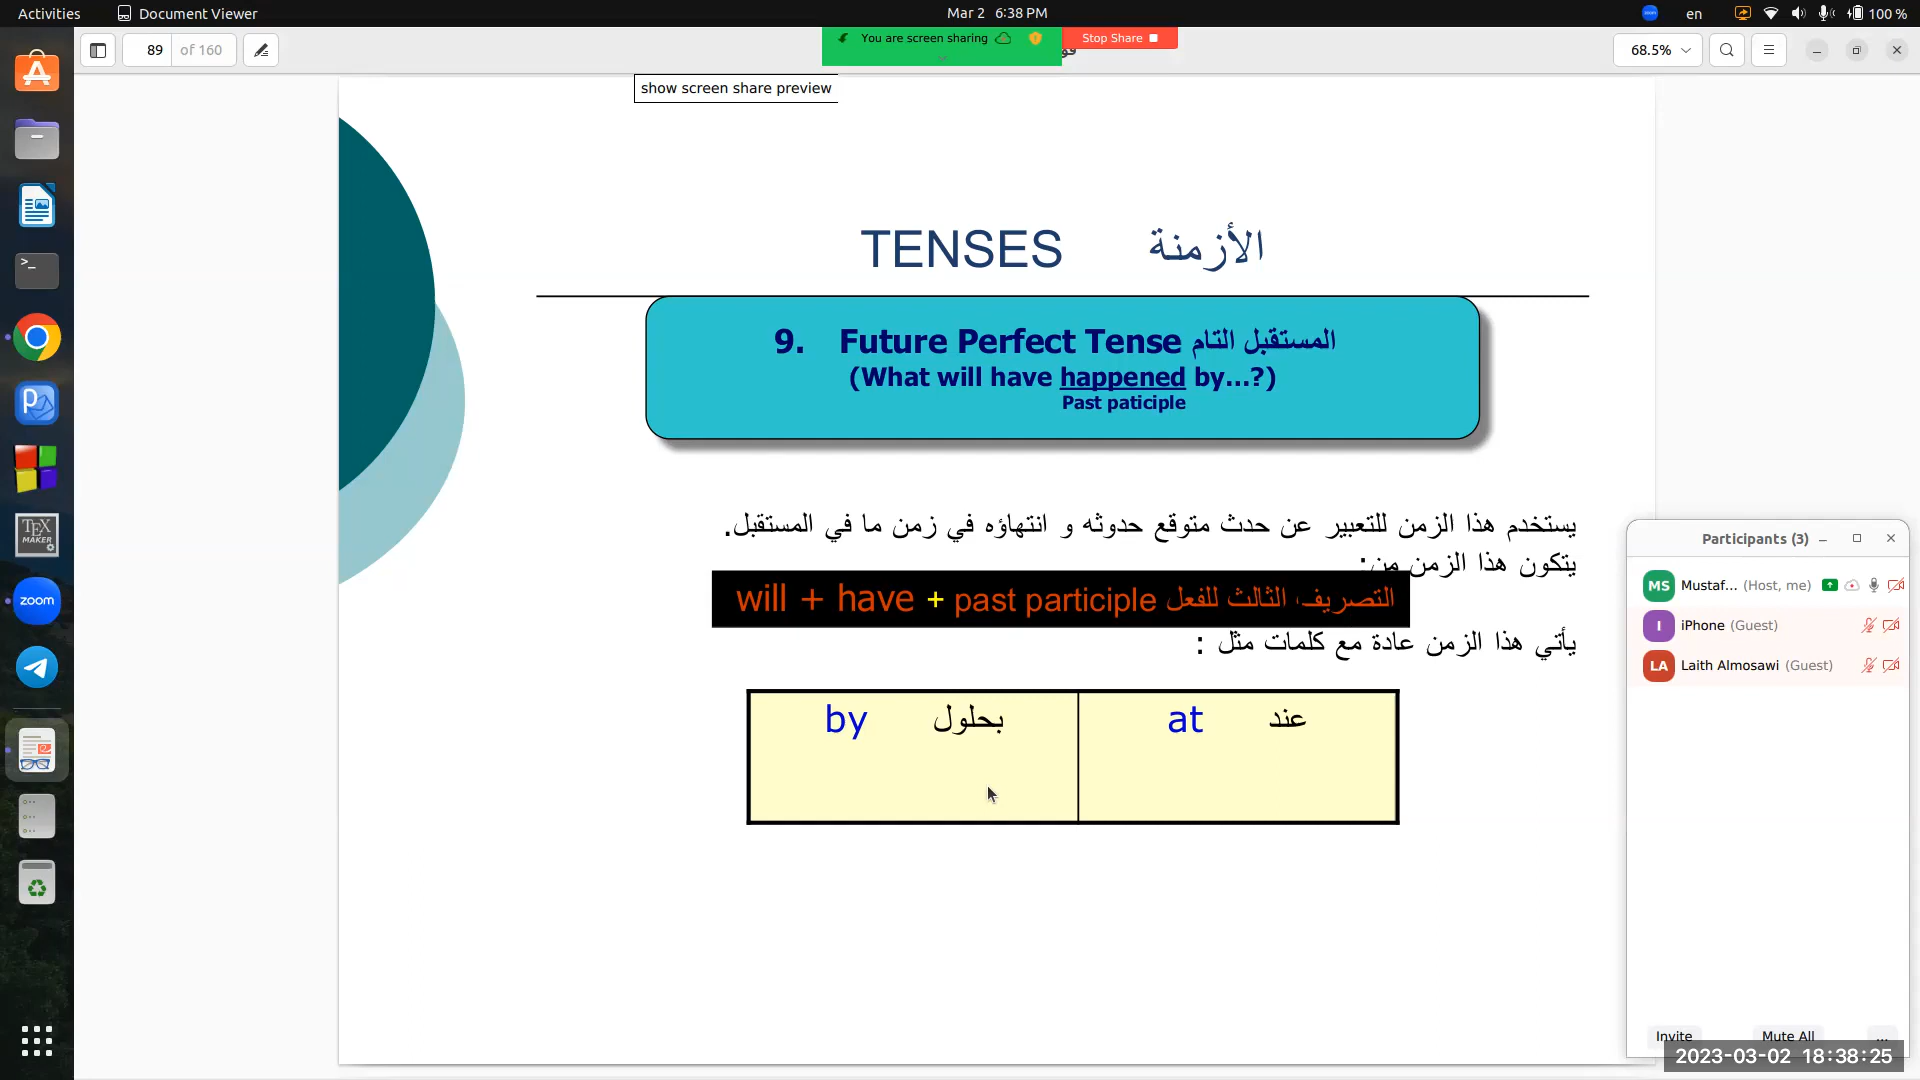 Activities Document Viewer Mar 2 6:38 PM en 100 %
89 of 160 You are screen sharing Stop Share 68.5%
show screen share preview
TENSES الأزمنة
9. Future Perfect Tense المستقبل التام
(What will have happened by...?)
Past paticiple
يستخدم هذا الزمن للتعبير عن حدث متوقع حدوثه و انتهاؤه في زمن ما في المستقبل.
يتكون هذا الزمن من:
will + have + past participle التصريف الثالث للفعل
يأتي هذا الزمن عادة مع كلمات مثل :
by بحلول at عند
Participants (3)
MS Mustaf... (Host, me)
I iPhone (Guest)
LA Laith Almosawi (Guest)
Invite Mute All ...
2023-03-02 18:38:25
zoom
TEX
MAKER